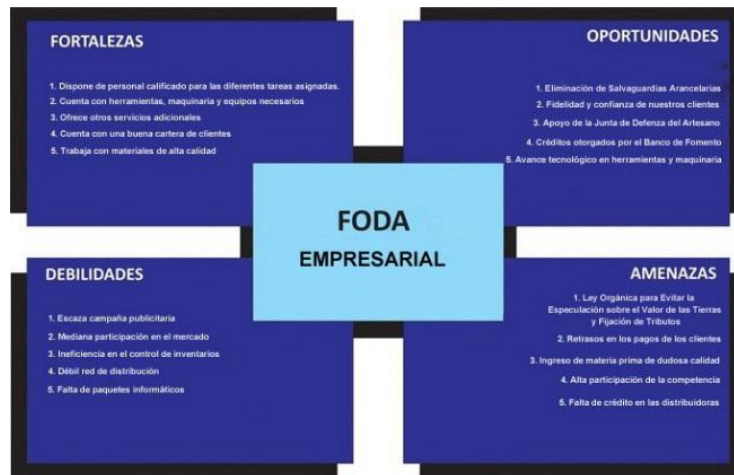 FORTALEZAS
1. Dispone de personal calificado para las diferentes tareas asignadas.
2. Cuenta con herramientas, maquinaria y equipos necesarios
3. Ofrece otros servicios adicionales
4. Cuenta con una buena cartera de clientes
5. Trabaja con materiales de alta calidad
OPORTUNIDADES
1. Eliminación de Salvaguardias Arancelarias
2. Fidelidad y confianza de nuestros clientes
3. Apoyo de la Junta de Defenza del Artesano
4. Créditos otorgados por el Banco de Fomento
5. Avance tecnológico en herramientas y maquinaria
FODA
EMPRESARIAL
DEBILIDADES
1. Escaza campaña publicitaria
2. Mediana participación en el mercado
3. Ineficiencia en el control de inventarios
4. Débil red de distribución
5. Falta de paquetes informáticos
AMENAZAS
1. Ley Orgánica para Evitar la
Especulación sobre el Valor de las Tierras
y Fijación de Tributos
2. Retrasos en los pagos de los clientes
3. Ingreso de materia prima de dudosa calidad
4. Alta participación de la competencia
5. Falta de crédito en las distribuidoras